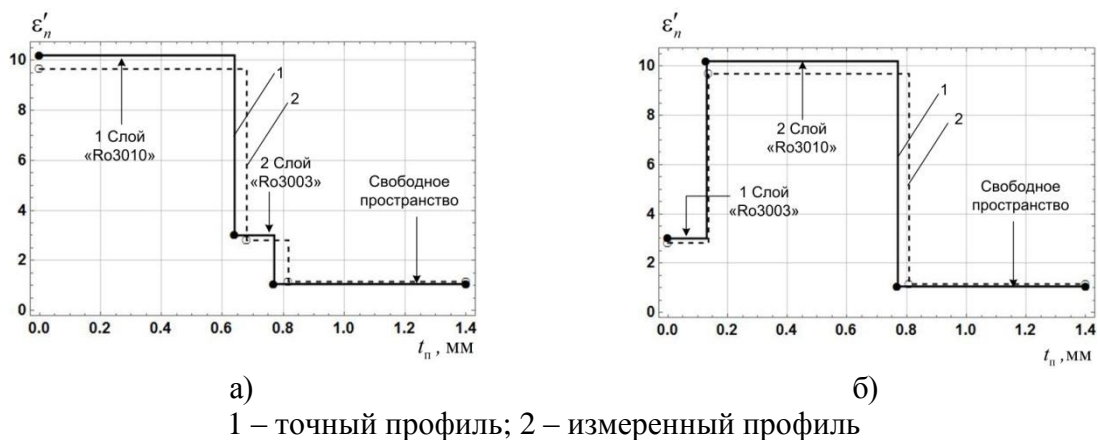 ε′n
10
8
6
4
2
0
0.0 0.2 0.4 0.6 0.8 1.0 1.2 1.4
tп , мм
1 Слой
«Ro3010»
1
2
2 Слой
«Ro3003»
Свободное
пространство
а)
ε′n
10
8
6
4
2
0
0.0 0.2 0.4 0.6 0.8 1.0 1.2 1.4
tп , мм
2 Слой
«Ro3010»
1
2
1 Слой
«Ro3003»
Свободное
пространство
б)
1 – точный профиль; 2 – измеренный профиль